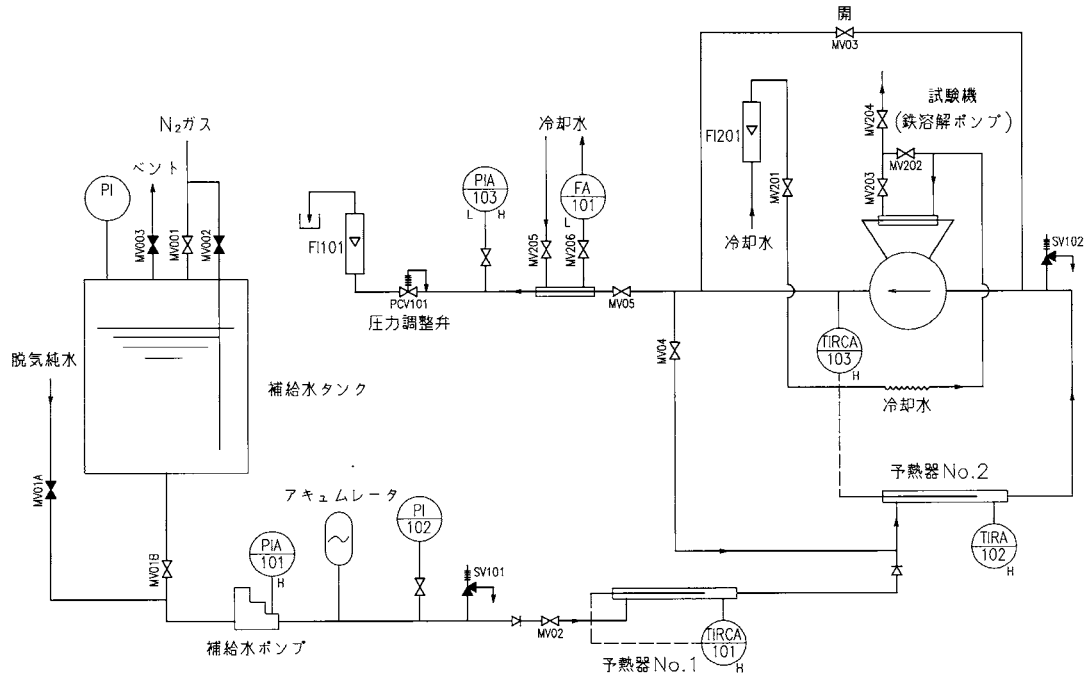 開
MV03
N₂ガス
ベント
PI
MV003
MV001
MV002
冷却水
PIA
103
L
H
FA
101
L
FI101
MV205
MV206
PCV101
圧力調整弁
MV05
FI201
冷却水
MV201
MV204
MV202
MV203
試験機
(鉄溶解ポンプ)
SV102
MV04
TIRCA
103
H
冷却水
脱気純水
補給水タンク
MV01A
MV01B
アキュムレータ
PIA
101
H
PI
102
SV101
補給水ポンプ
MV02
予熱器No.1
TIRCA
101
H
予熱器No.2
TIRA
102
H